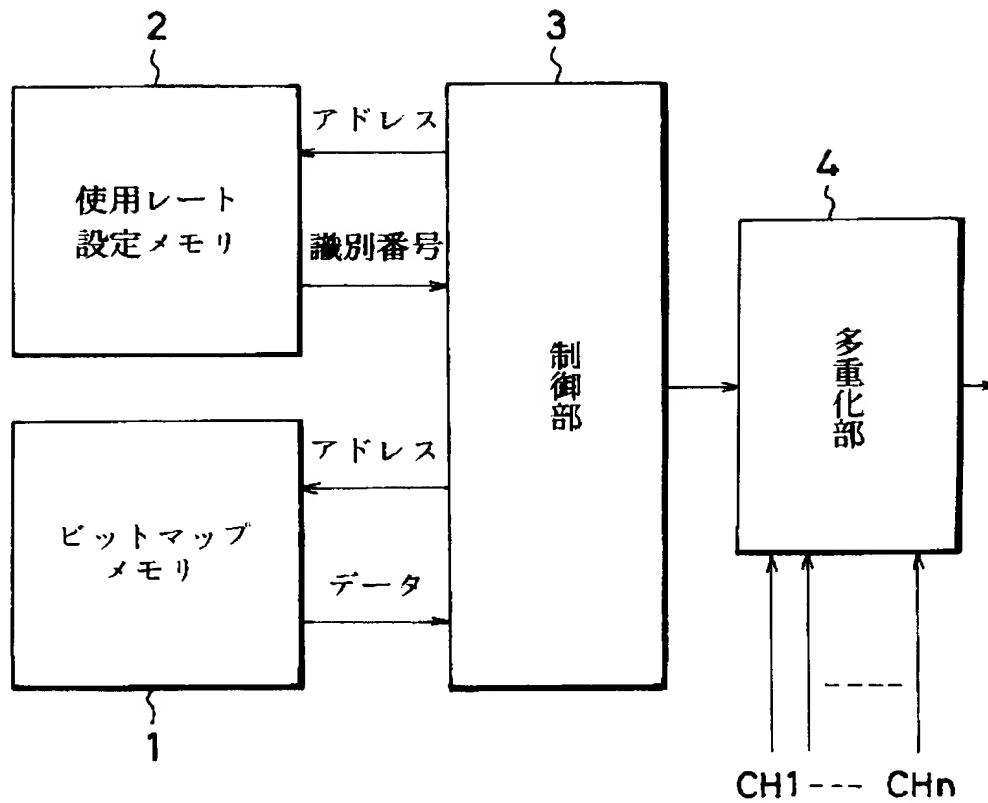 2
3
アドレス
4
使用レート
設定メモリ
識別番号
制御部
多重化部
アドレス
ビットマップ
メモリ
データ
1
CH1---- CHn